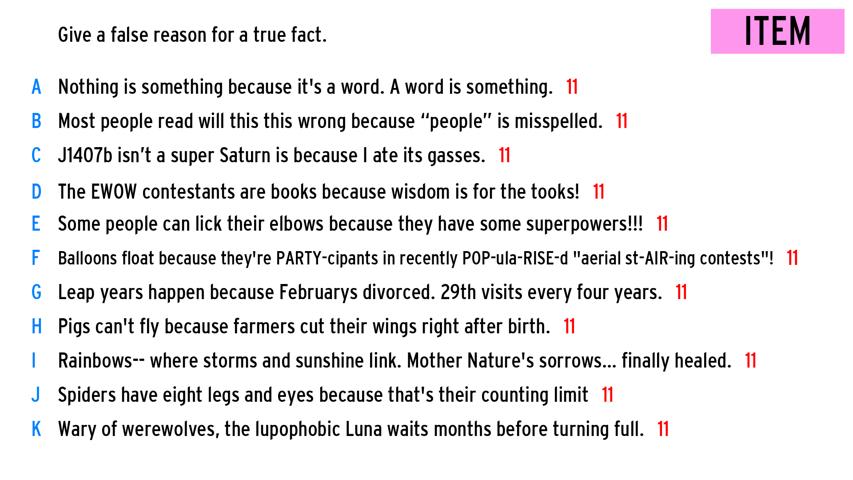 Give a false reason for a true fact.
ITEM
A Nothing is something because it's a word. A word is something. 11
B Most people read will this this wrong because “people” is misspelled. 11
C J1407b isn’t a super Saturn is because I ate its gasses. 11
D The EWOW contestants are books because wisdom is for the tooks! 11
E Some people can lick their elbows because they have some superpowers!!! 11
F Balloons float because they're PARTY-cipants in recently POP-ula-RISE-d "aerial st-AIR-ing contests"! 11
G Leap years happen because Februarys divorced. 29th visits every four years. 11
H Pigs can't fly because farmers cut their wings right after birth. 11
I Rainbows-- where storms and sunshine link. Mother Nature's sorrows... finally healed. 11
J Spiders have eight legs and eyes because that's their counting limit 11
K Wary of werewolves, the lupophobic Luna waits months before turning full. 11